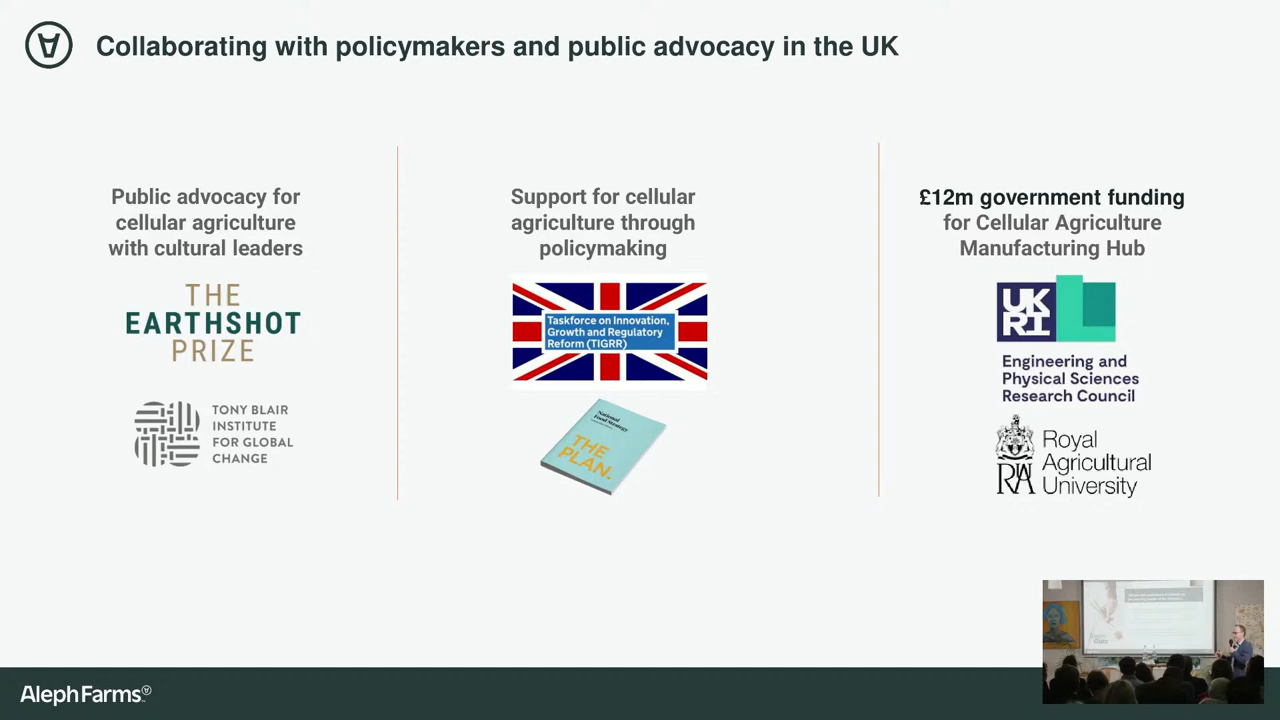 Collaborating with policymakers and public advocacy in the UK
Public advocacy for
cellular agriculture
with cultural leaders
THE
EARTHSHOT
PRIZE
TONY BLAIR
INSTITUTE
FOR GLOBAL
CHANGE
Support for cellular
agriculture through
policymaking
Taskforce on Innovation,
Growth and Regulatory
Reform (TIGRR)
National
Food Strategy
THE
PLAN.
£12m government funding
for Cellular Agriculture
Manufacturing Hub
UK
RI
Engineering and
Physical Sciences
Research Council
RAU
Royal
Agricultural
University
Aleph Farms